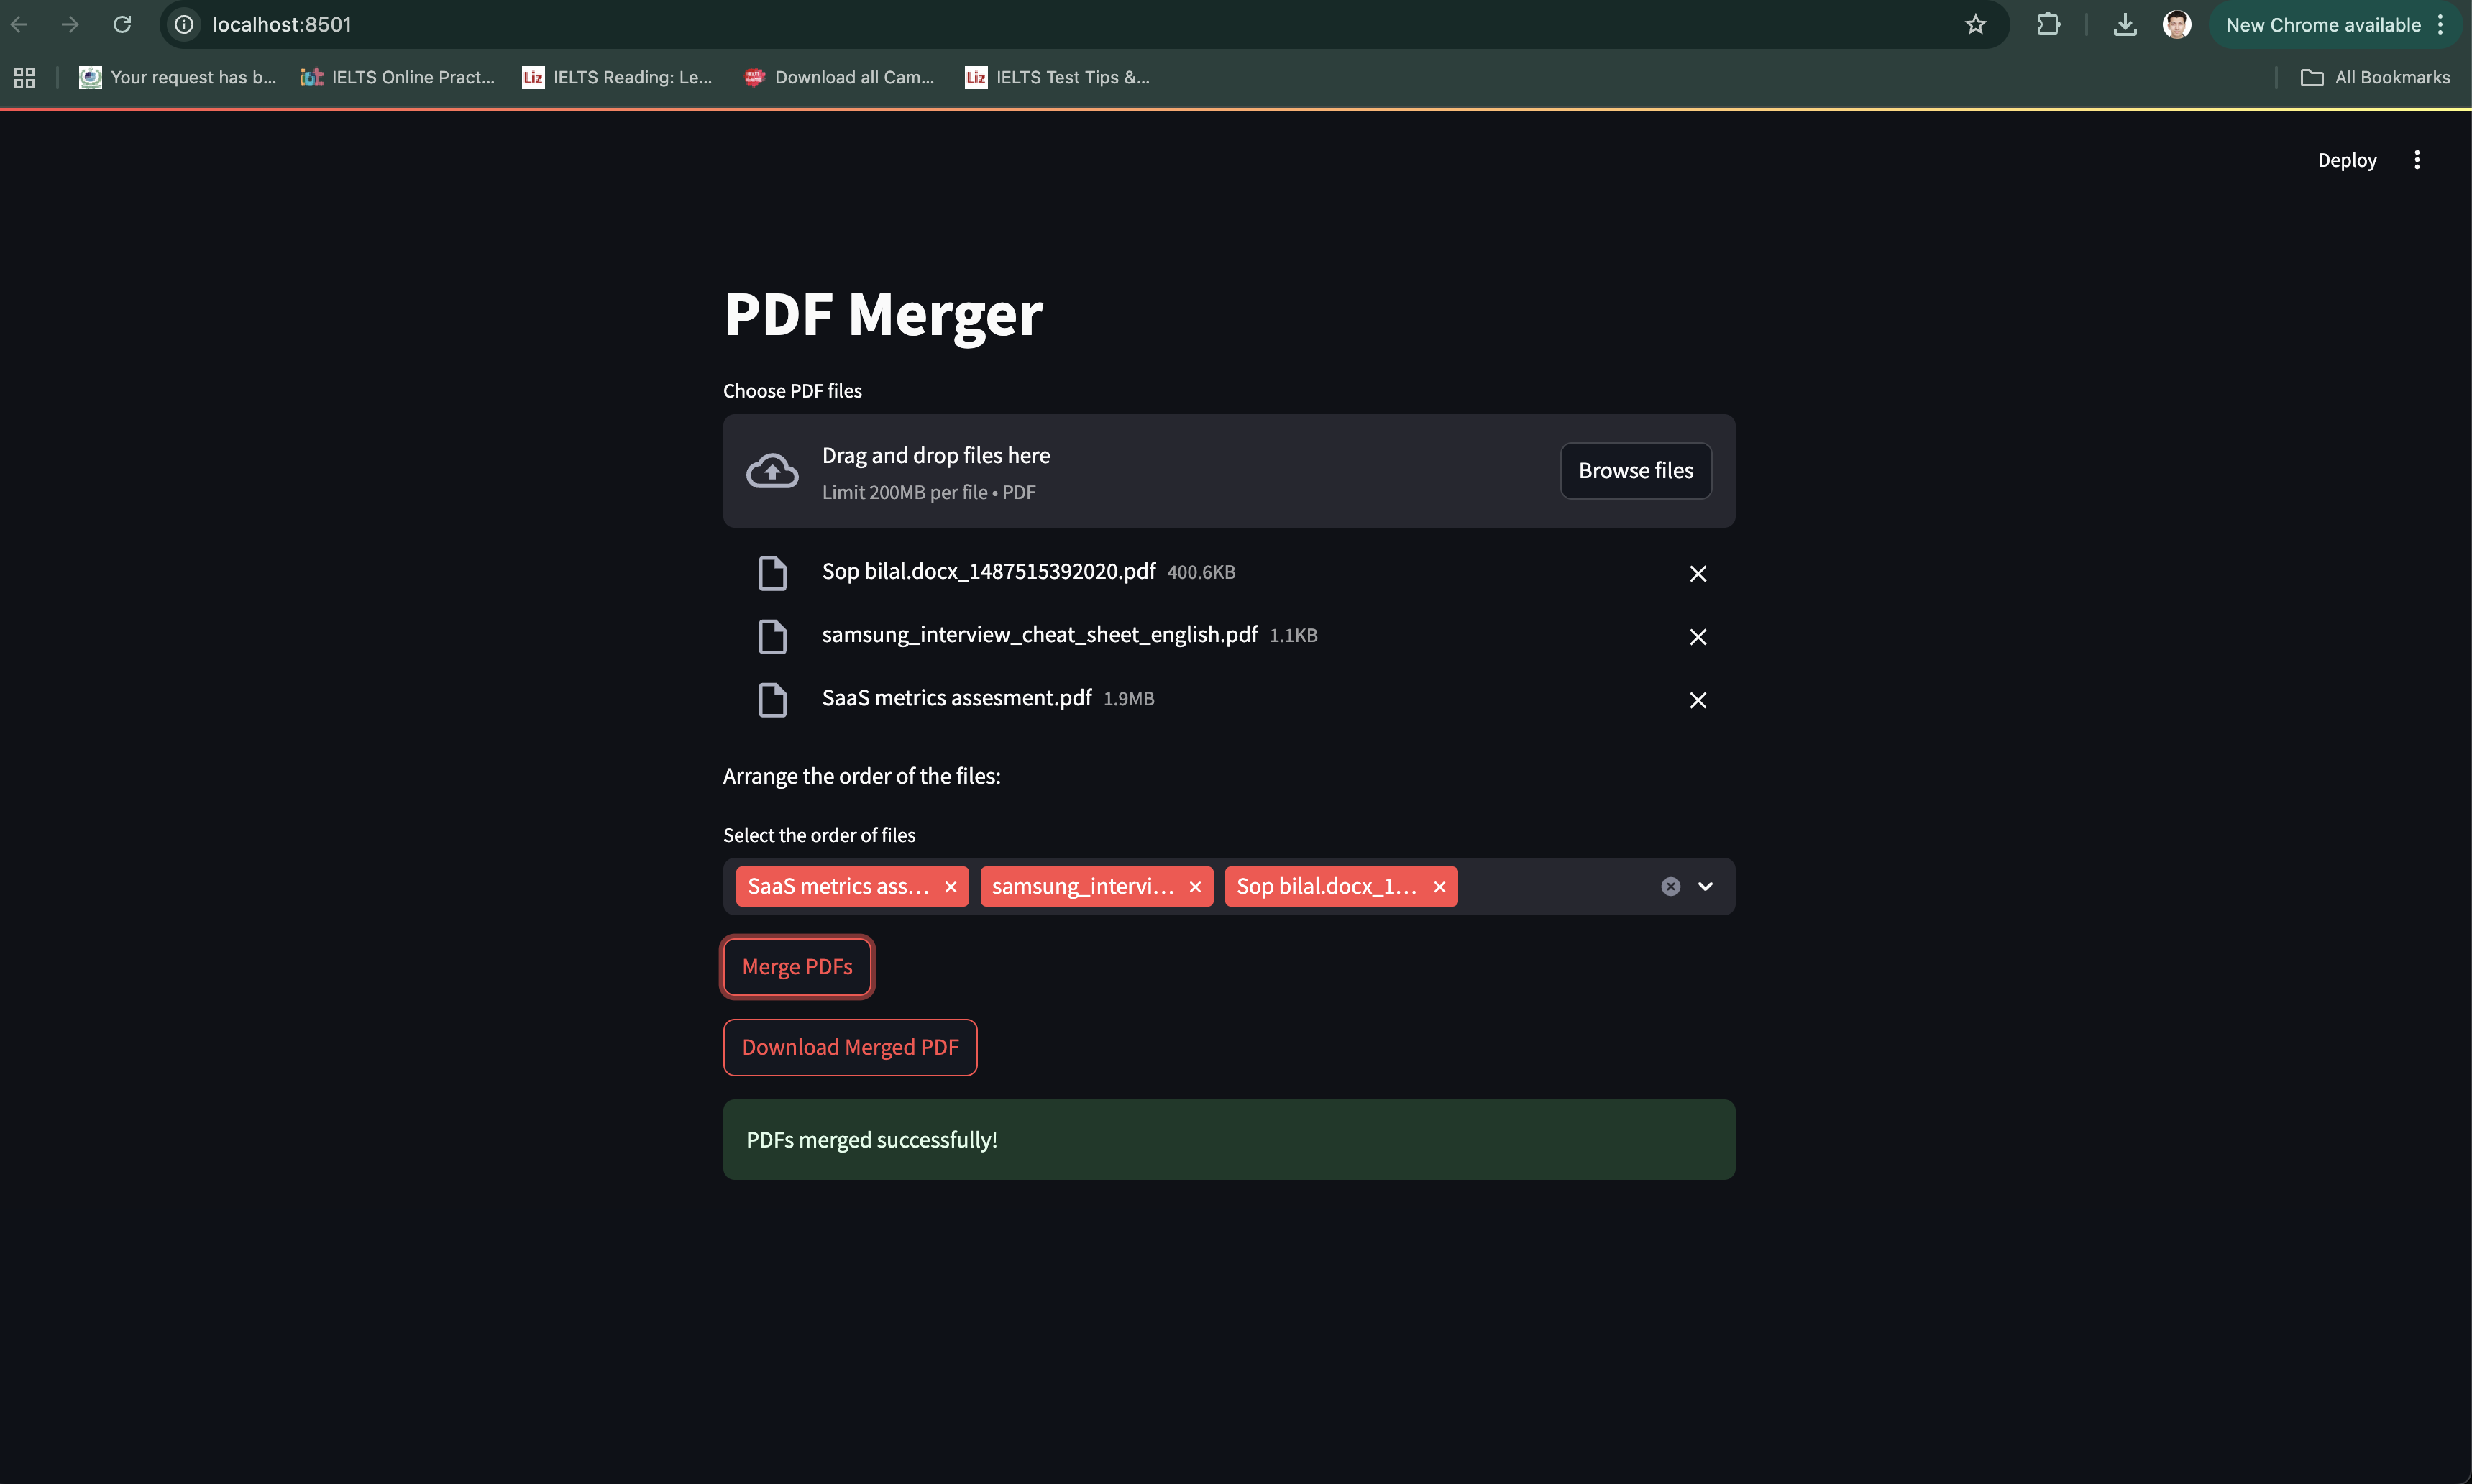 localhost:8501
New Chrome available
Your request has b...
IELTS Online Pract...
Liz IELTS Reading: Le...
Download all Cam...
Liz IELTS Test Tips &...
All Bookmarks
Deploy
PDF Merger
Choose PDF files
Drag and drop files here
Limit 200MB per file • PDF
Browse files
Sop bilal.docx_1487515392020.pdf 400.6KB
samsung_interview_cheat_sheet_english.pdf 1.1KB
SaaS metrics assesment.pdf 1.9MB
Arrange the order of the files:
Select the order of files
SaaS metrics ass... samsung_intervi... Sop bilal.docx_1...
Merge PDFs
Download Merged PDF
PDFs merged successfully!